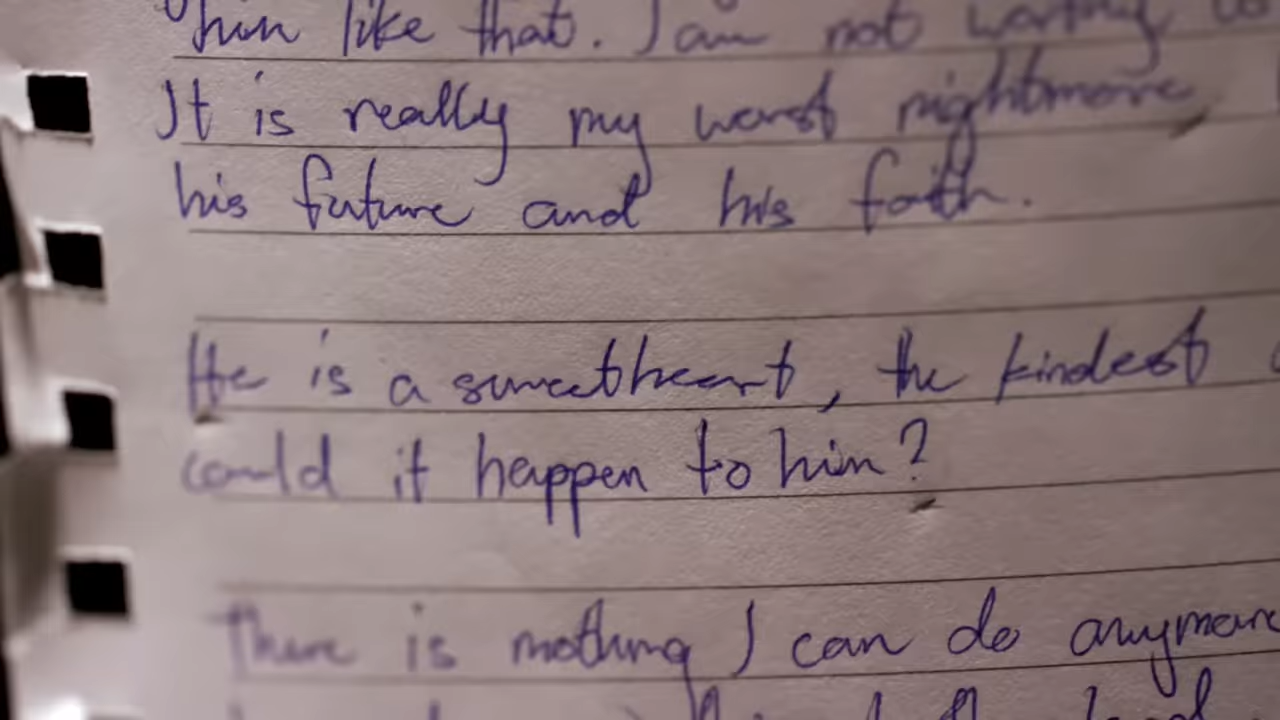 him like that. I am not
It is really my worst nightmare,
his future and his faith.
He is a sweetheart, the kindest
could it happen to him?
There is nothing I can do anymore